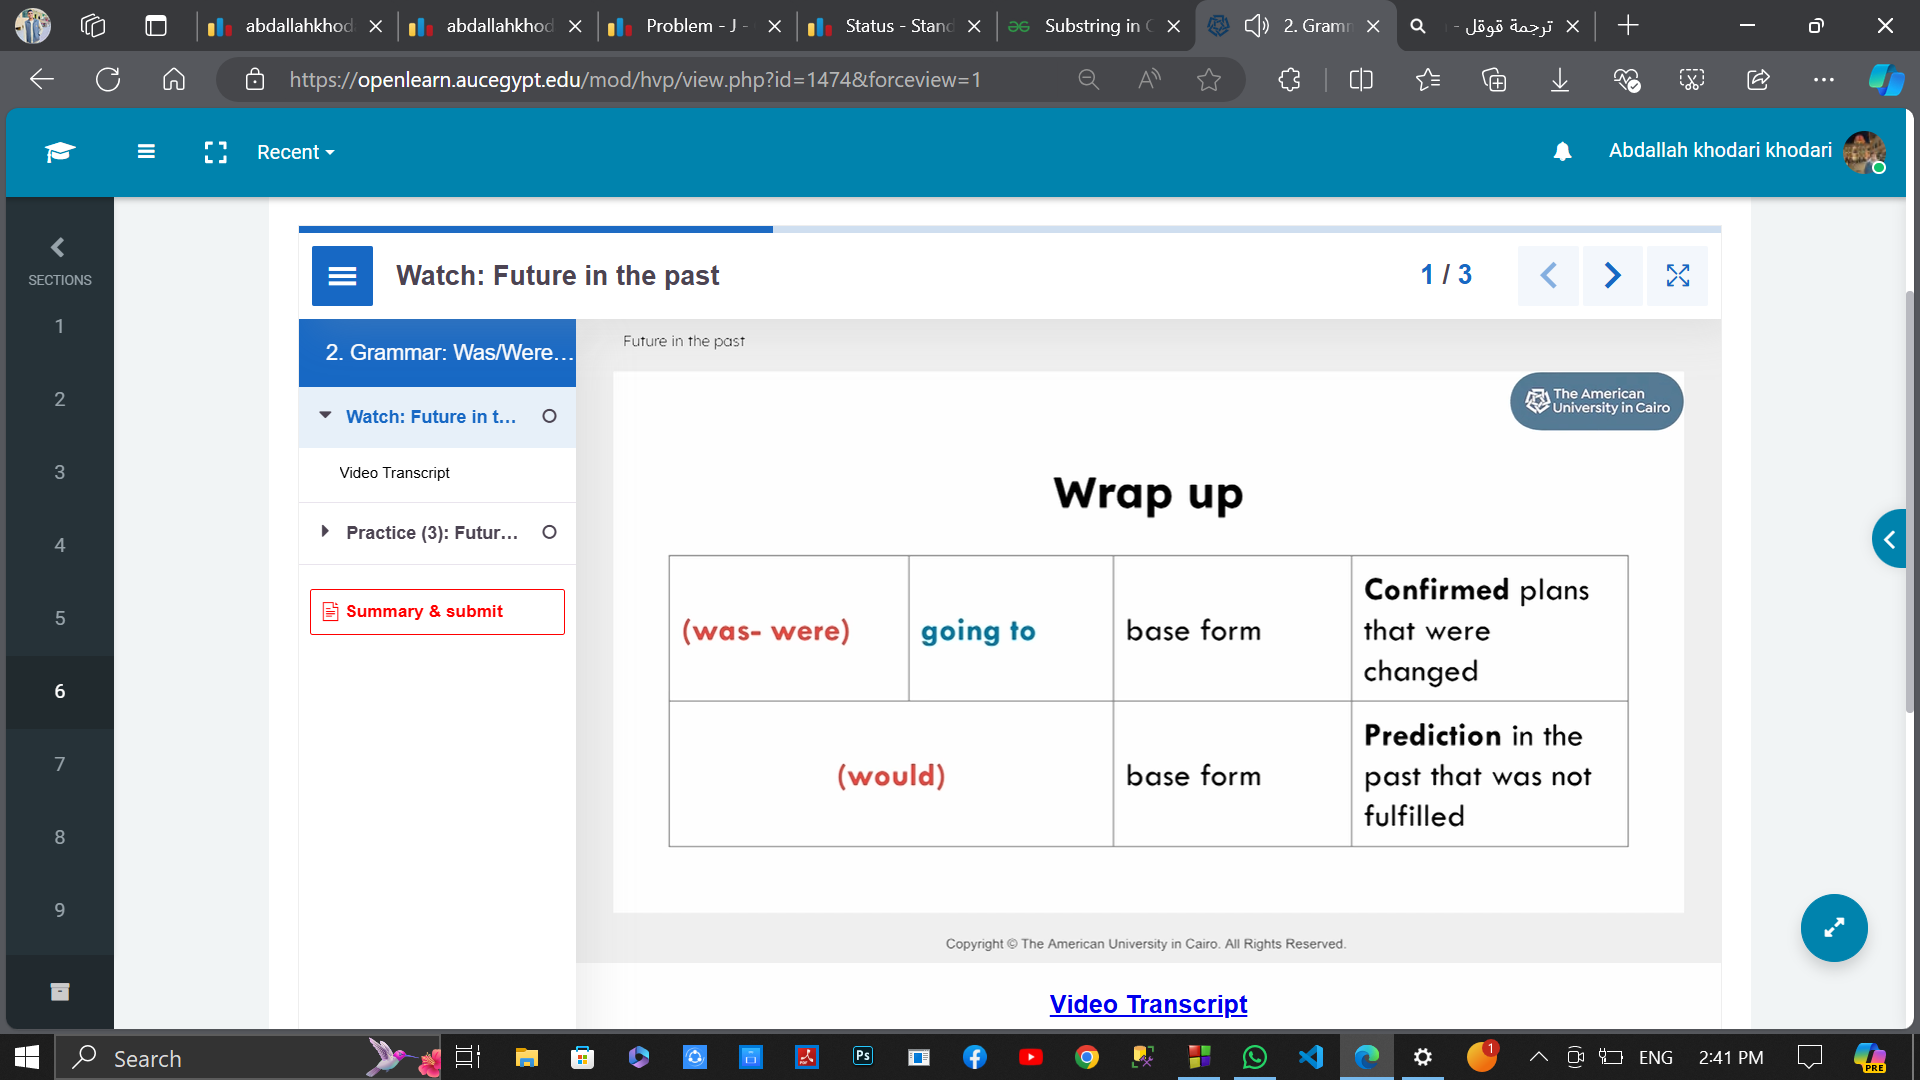 abdallahkhod
abdallahkhod
Problem - J -
Status - Stand
Substring in C
2. Gramm
ترجمة قوقل -
https://openlearn.aucegypt.edu/mod/hvp/view.php?id=1474&forceview=1
Recent
Abdallah khodari khodari
SECTIONS
1
2
3
4
5
6
7
8
9
Watch: Future in the past
1 / 3
2. Grammar: Was/Were...
Watch: Future in t...
Video Transcript
Practice (3): Futur...
Summary & submit
Future in the past
The American
University in Cairo
Wrap up
(was- were)
going to
base form
Confirmed plans
that were
changed
(would)
base form
Prediction in the
past that was not
fulfilled
Copyright © The American University in Cairo. All Rights Reserved.
Video Transcript
Search
Ps
1
ENG
2:41 PM
PRE